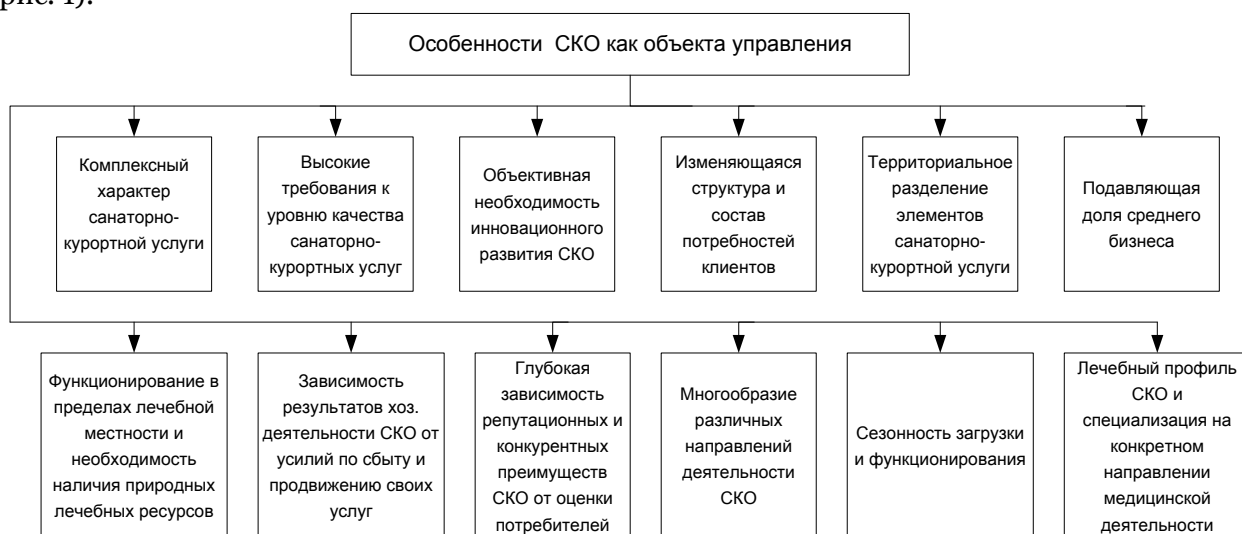 рис. 1).
Особенности СКО как объекта управления
Комплексный
характер
санаторно-
курортной услуги
Высокие
требования к
уровню качества
санаторно-
курортных услуг
Объективная
необходимость
инновационного
развития СКО
Изменяющаяся
структура и
состав
потребностей
клиентов
Территориальное
разделение
элементов
санаторно-
курортной услуги
Подавляющая
доля среднего
бизнеса
Функционирование в
пределах лечебной
местности и
необходимость
наличия природных
лечебных ресурсов
Зависимость
результатов хоз.
деятельности СКО от
усилий по сбыту и
продвижению своих
услуг
Глубокая
зависимость
репутационных и
конкурентных
преимуществ
СКО от оценки
потребителей
Многообразие
различных
направлений
деятельности
СКО
Сезонность загрузки
и функционирования
Лечебный профиль
СКО и
специализация на
конкретном
направлении
медицинской
деятельности